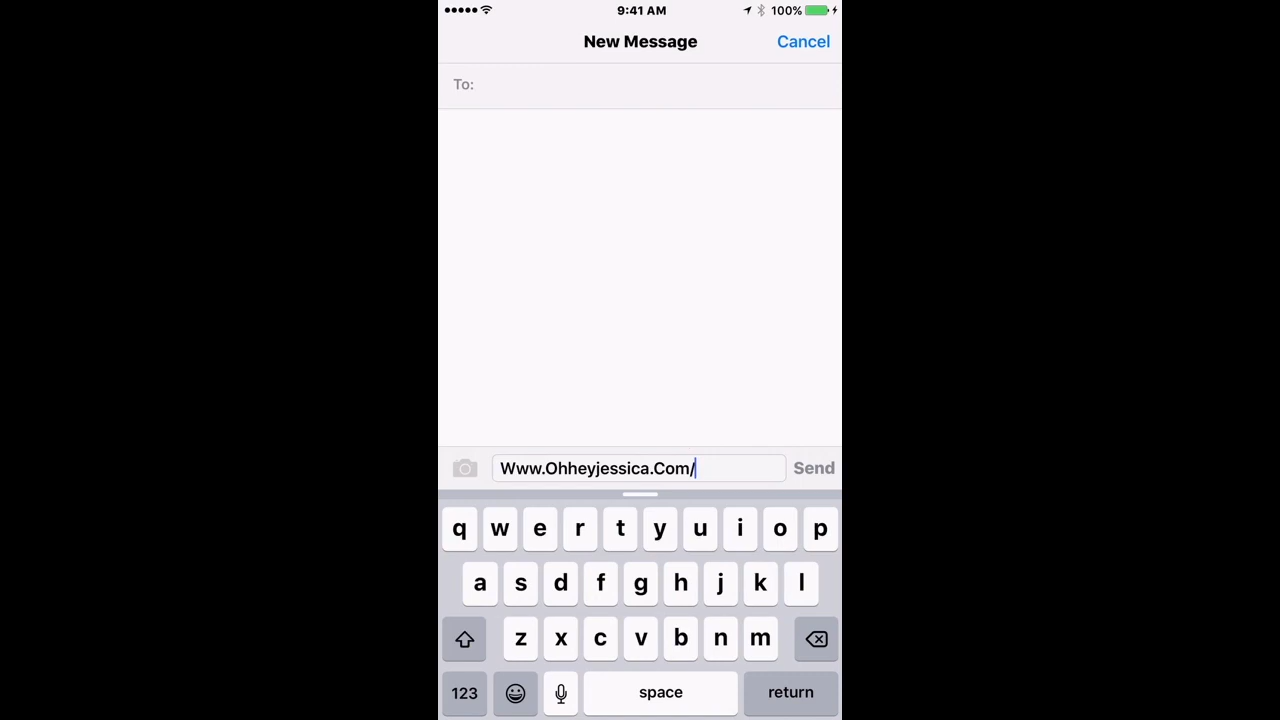 9:41 AM
100%
New Message
Cancel
To:
Www.Ohheyjessica.Com/
Send
q w e r t y u i o p
a s d f g h j k l
z x c v b n m
123
space
return